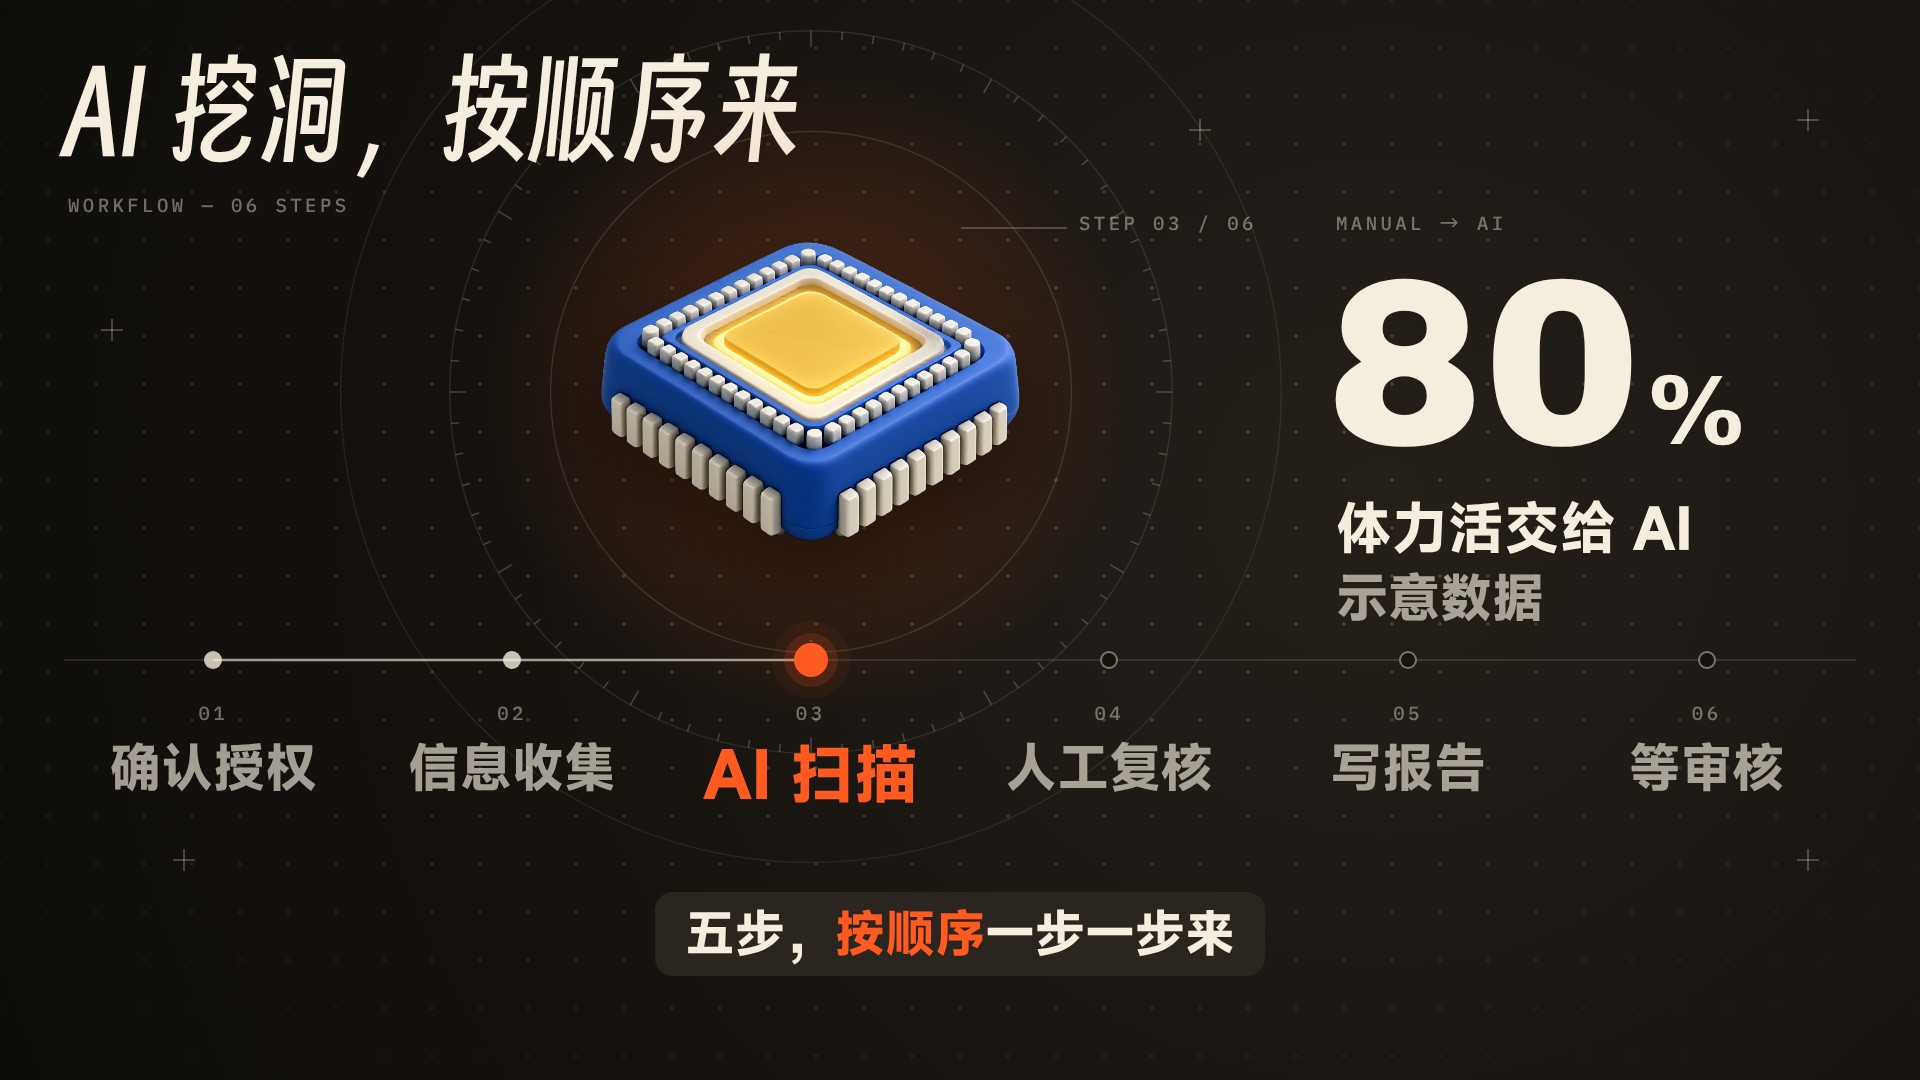 AI 挖洞，按顺序来
WORKFLOW — 06 STEPS
STEP 03 / 06
MANUAL → AI
80%
体力活交给 AI
示意数据
01
确认授权
02
信息收集
03
AI 扫描
04
人工复核
05
写报告
06
等审核
五步，按顺序一步一步来